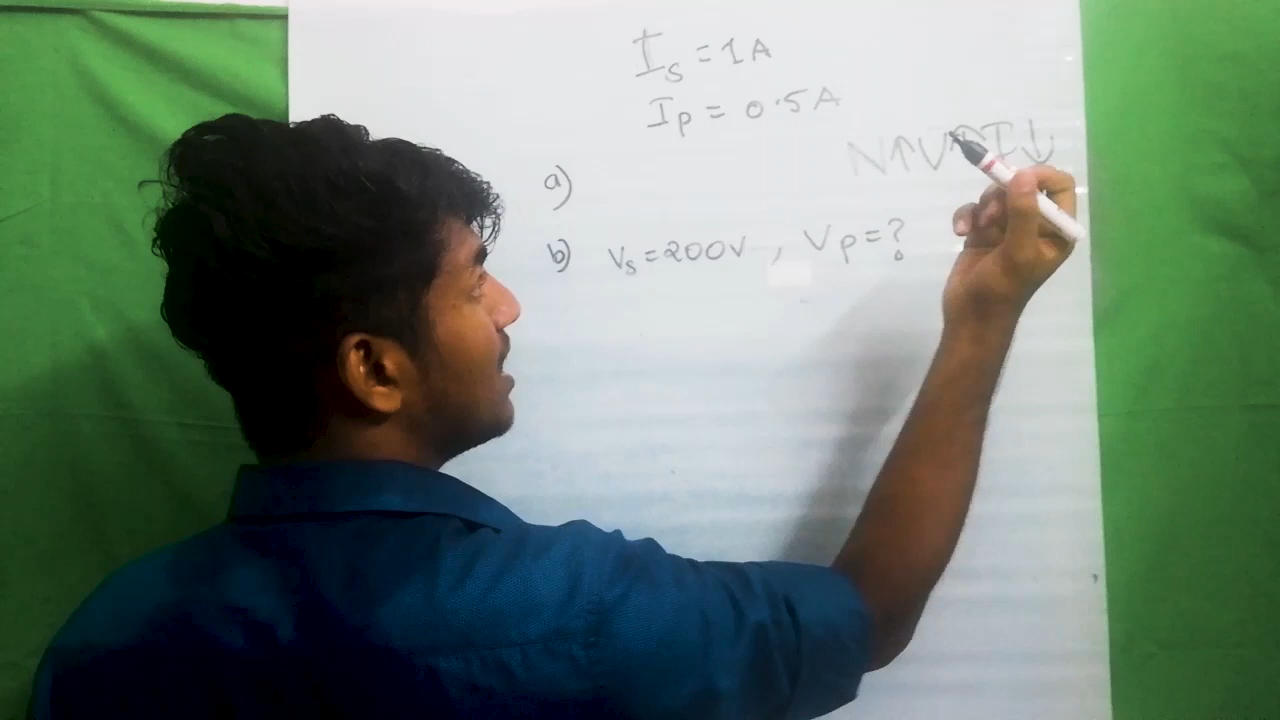 Is = 1A
Ip = 0.5A
N↑V↑I↓
a)
b) Vs = 200V , Vp = ?